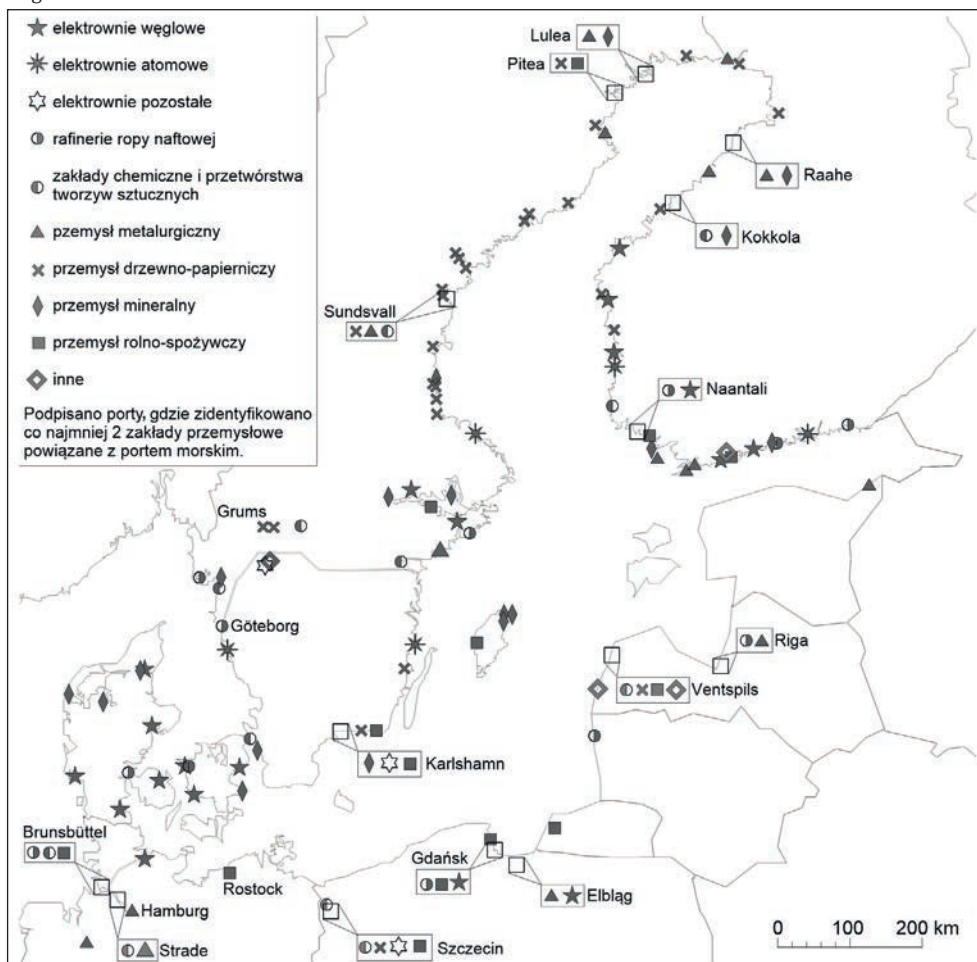 elektrownie węglowe
elektrownie atomowe
elektrownie pozostałe
rafinerie ropy naftowej
zakłady chemiczne i przetwórstwa
tworzyw sztucznych
pzemysł metalurgiczny
przemysł drzewno-papierniczy
przemysł mineralny
przemysł rolno-spożywczy
inne
Podpisano porty, gdzie zidentyfikowano
co najmniej 2 zakłady przemysłowe
powiązane z portem morskim.
Lulea
Pitea
Raahe
Kokkola
Sundsvall
Naantali
Grums
Göteborg
Riga
Ventspils
Karlshamn
Brunsbüttel
Rostock
Gdańsk
Elbląg
Hamburg
Strade
Szczecin
0 100 200 km